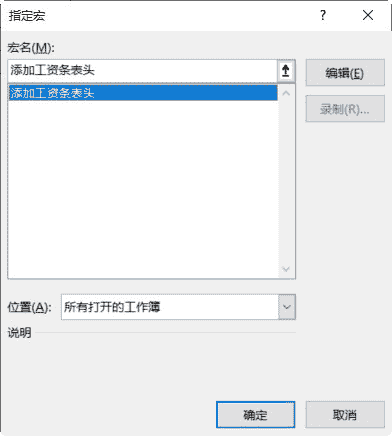 指定宏
宏名(M):
添加工资条表头
编辑(E)
添加工资条表头
录制(R)...
位置(A):
所有打开的工作簿
说明
确定
取消